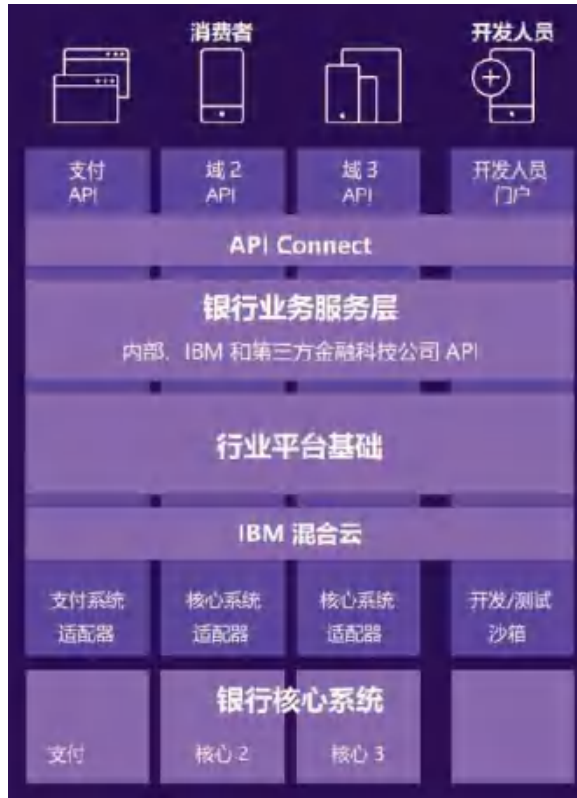 消费者
开发人员
支付
API
域 2
API
域 3
API
开发人员
门户
API Connect
银行业务服务层
内部、IBM 和第三方金融科技公司 API
行业平台基础
IBM 混合云
支付系统
适配器
核心系统
适配器
核心系统
适配器
开发/测试
沙箱
银行核心系统
支付
核心 2
核心 3